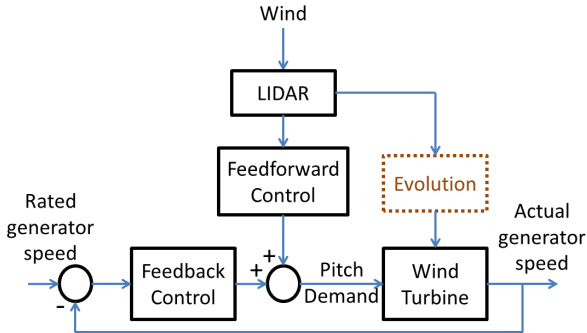 Wind
LIDAR
Feedforward
Control
Evolution
Rated
generator
speed
Actual
generator
speed
-
Feedback
Control
+
+
Pitch
Demand
Wind
Turbine